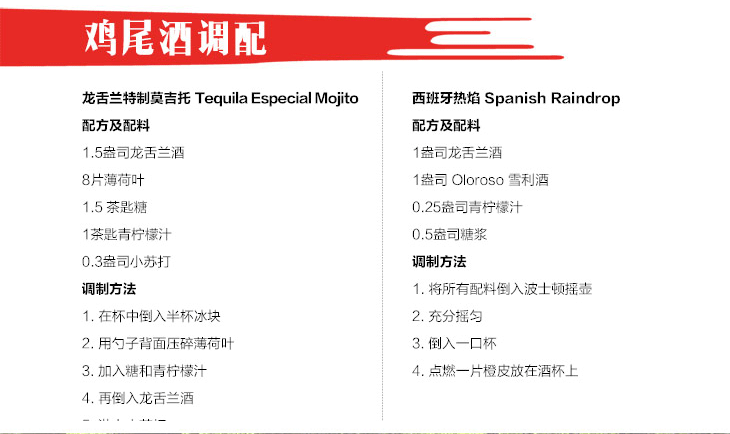 鸡尾酒调配
龙舌兰特制莫吉托 Tequila Especial Mojito
配方及配料
1.5盎司龙舌兰酒
8片薄荷叶
1.5 茶匙糖
1茶匙青柠檬汁
0.3盎司小苏打
调制方法
1. 在杯中倒入半杯冰块
2. 用勺子背面压碎薄荷叶
3. 加入糖和青柠檬汁
4. 再倒入龙舌兰酒
西班牙热焰 Spanish Raindrop
配方及配料
1盎司龙舌兰酒
1盎司 Oloroso 雪利酒
0.25盎司青柠檬汁
0.5盎司糖浆
调制方法
1. 将所有配料倒入波士顿摇壶
2. 充分摇匀
3. 倒入一口杯
4. 点燃一片橙皮放在酒杯上